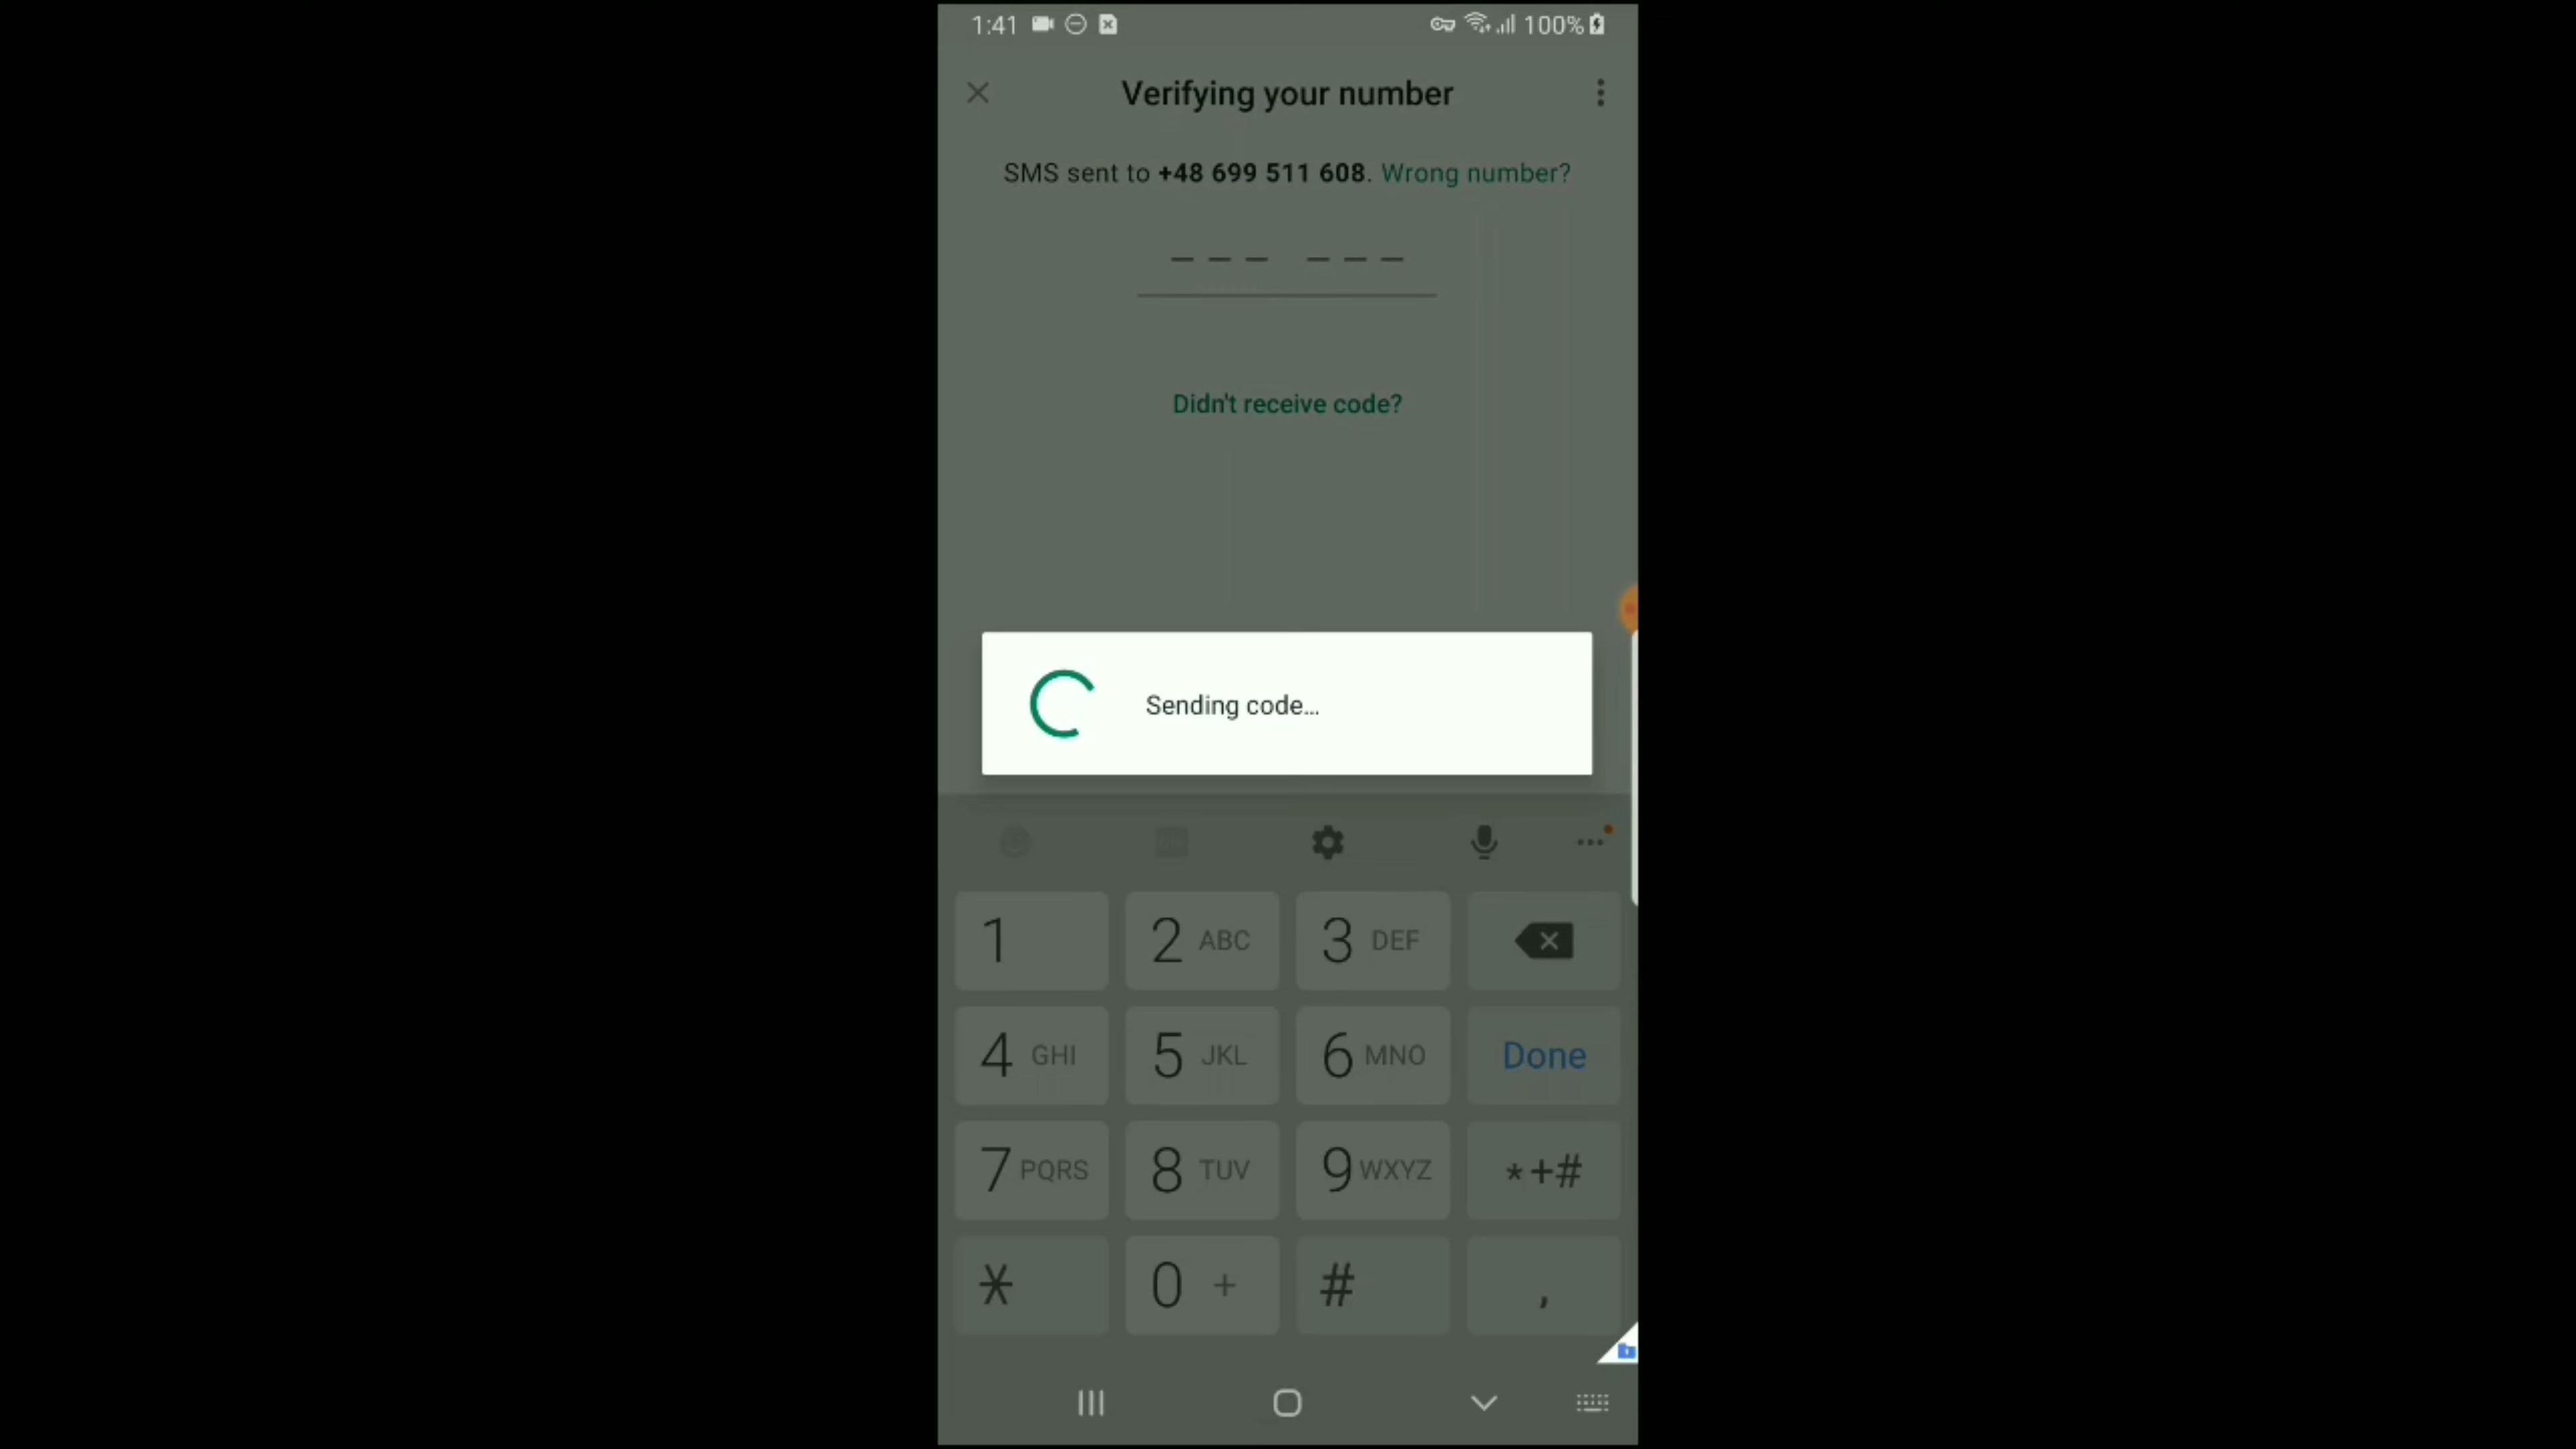 1:41
100%
Verifying your number
SMS sent to +48 699 511 608. Wrong number?
Didn't receive code?
Sending code...
1
2 ABC
3 DEF
4 GHI
5 JKL
6 MNO
Done
7 PQRS
8 TUV
9 WXYZ
*+#
*
0 +
#
,